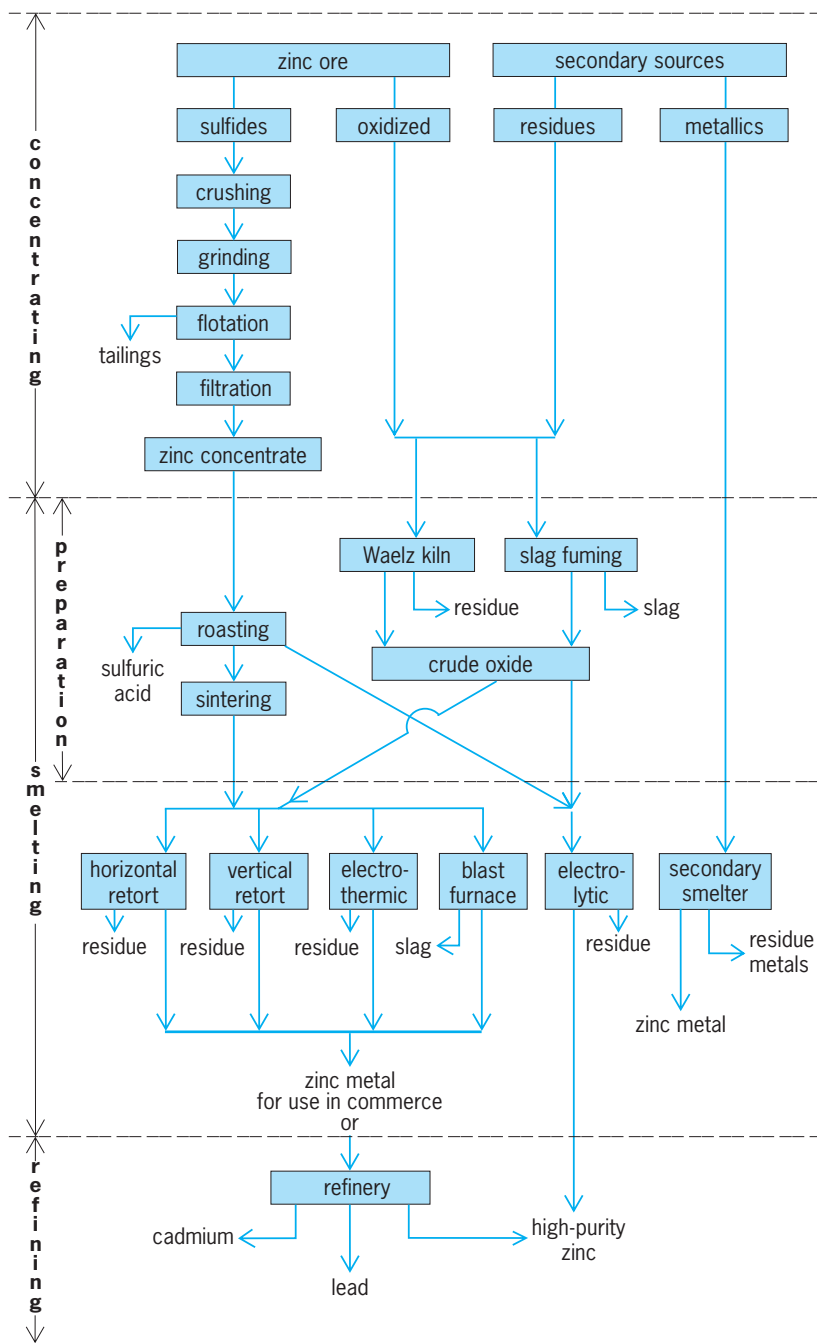 concentrating
zinc ore
secondary sources
sulfides
oxidized
residues
metallics
crushing
grinding
flotation
tailings
filtration
zinc concentrate
smelting
preparation
Waelz kiln
slag fuming
residue
slag
roasting
crude oxide
sulfuric
acid
sintering
horizontal
retort
vertical
retort
electro-
thermic
blast
furnace
electro-
lytic
secondary
smelter
residue
residue
residue
slag
residue
residue
metals
zinc metal
zinc metal
for use in commerce
or
refining
refinery
cadmium
lead
high-purity
zinc